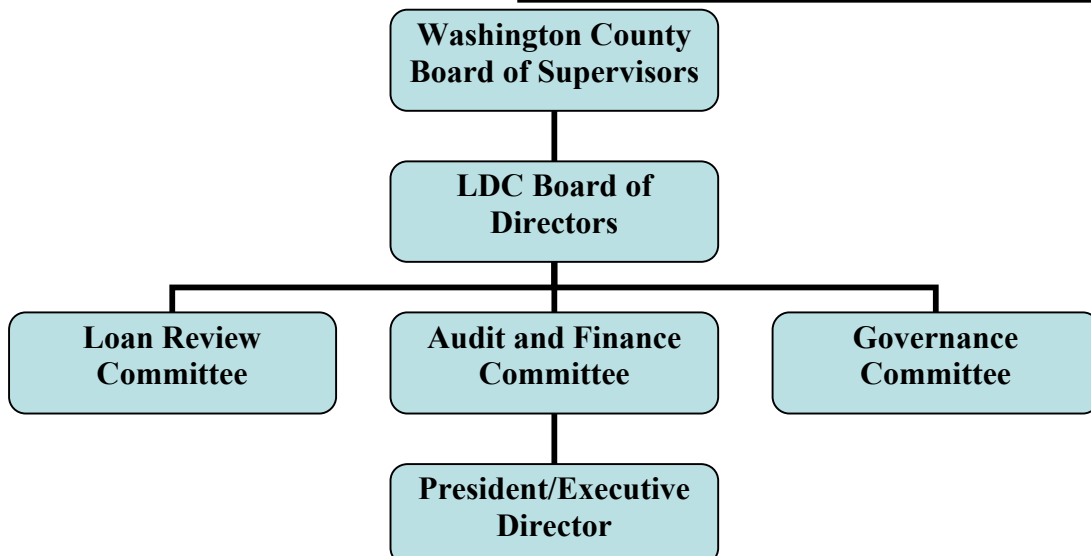 Washington County
Board of Supervisors
LDC Board of
Directors
Loan Review
Committee
Audit and Finance
Committee
Governance
Committee
President/Executive
Director